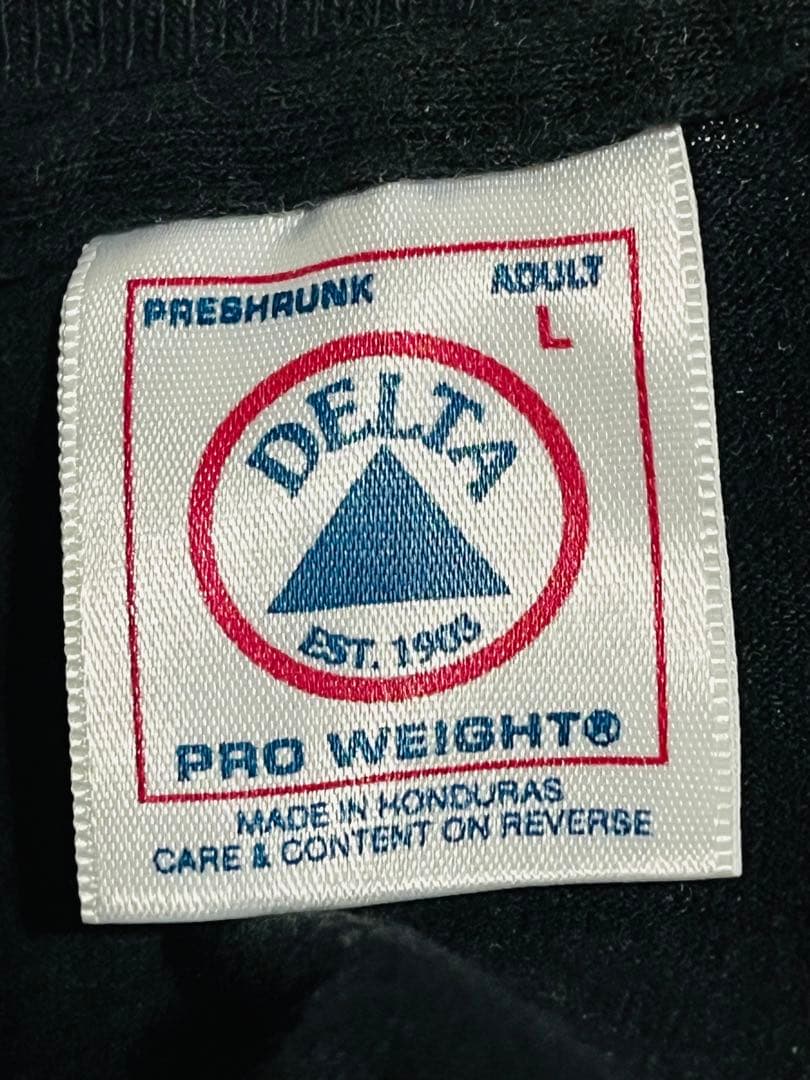 PRESHRUNK
ADULT
L
DELTA
EST. 1903
PRO WEIGHT®
MADE IN HONDURAS
CARE & CONTENT ON REVERSE